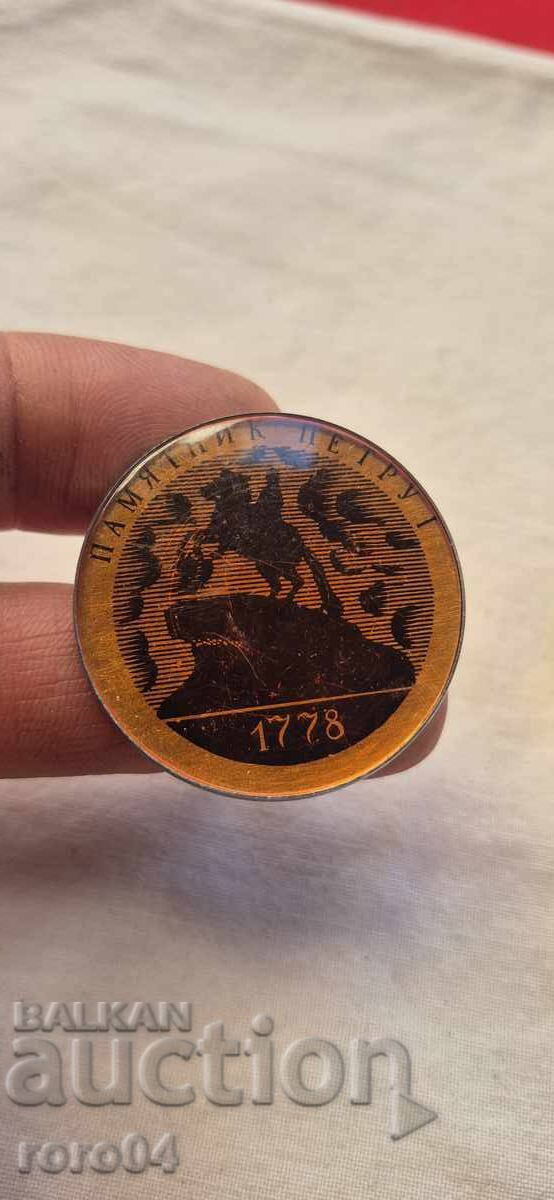 ПАМЯТНИК ПЕТРУ I
1778
BALKAN
auction
roro04